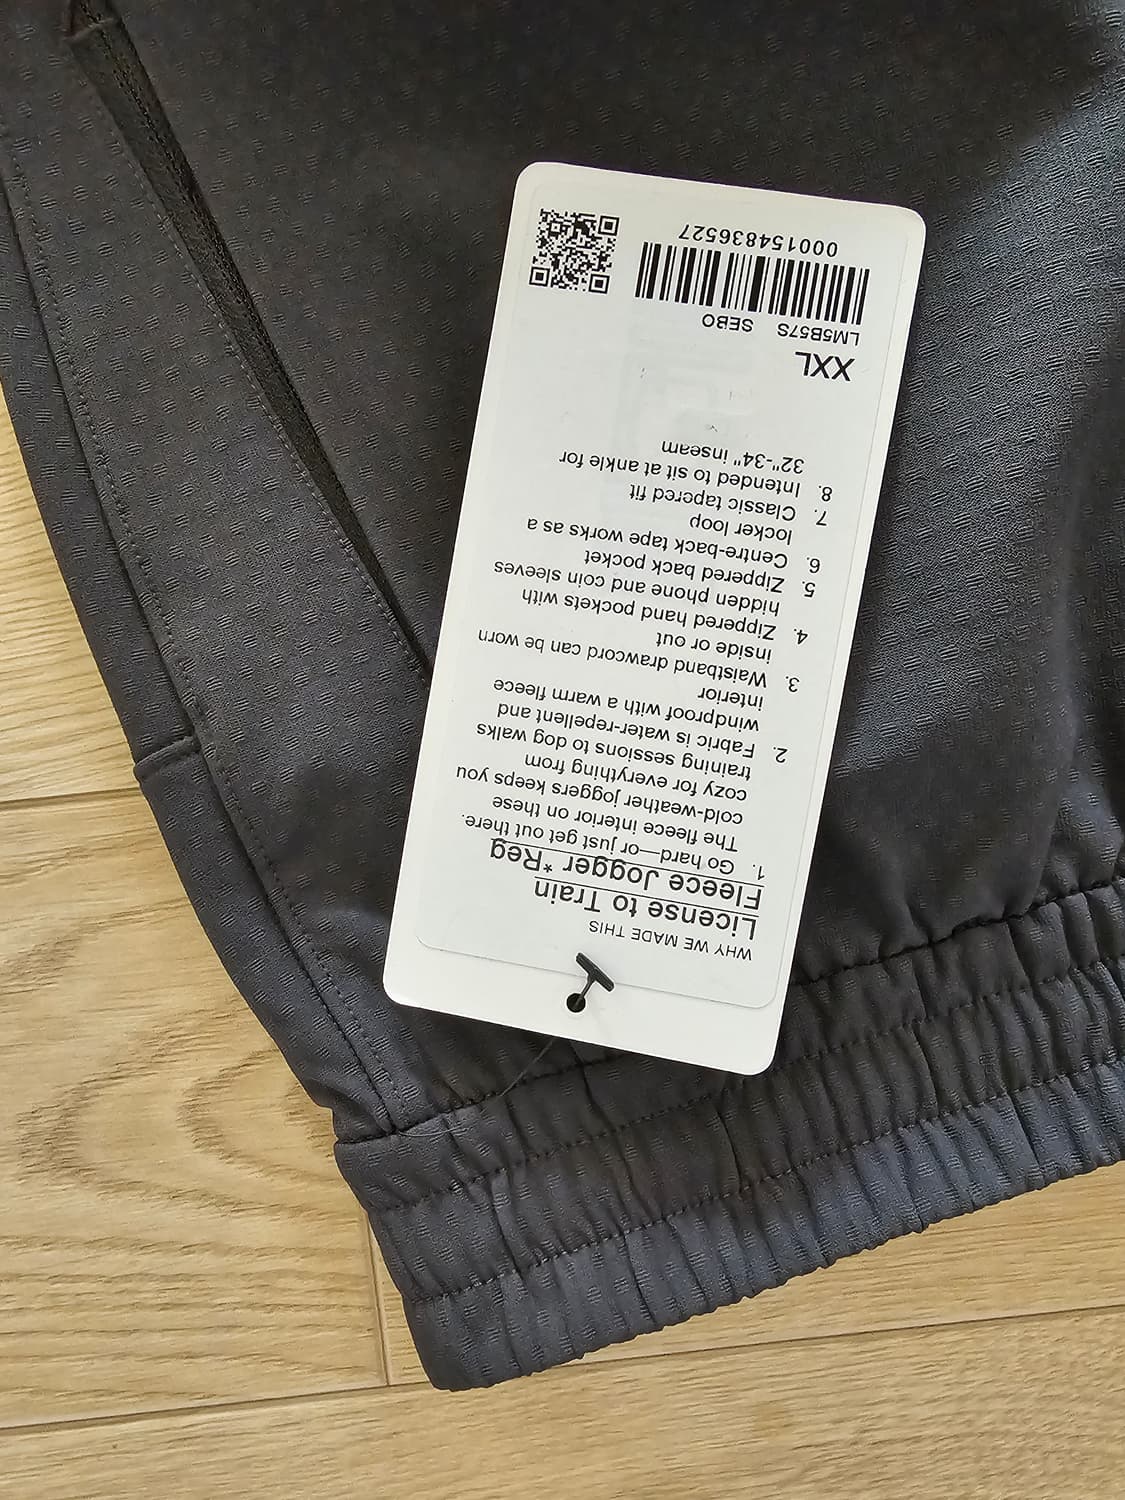 WHY WE MADE THIS
License to Train
Fleece Jogger *Reg
1. Go hard—or just get out there.
The fleece interior on these
cold-weather joggers keeps you
cozy for everything from
training sessions to dog walks
2. Fabric is water-repellent and
windproof with a warm fleece
interior
3. Waistband drawcord can be worn
inside or out
4. Zippered hand pockets with
hidden phone and coin sleeves
5. Zippered back pocket
6. Centre-back tape works as a
locker loop
7. Classic tapered fit
8. Intended to sit at ankle for
32"-34" inseam
XXL
LM5B57S SEBO
000154836527